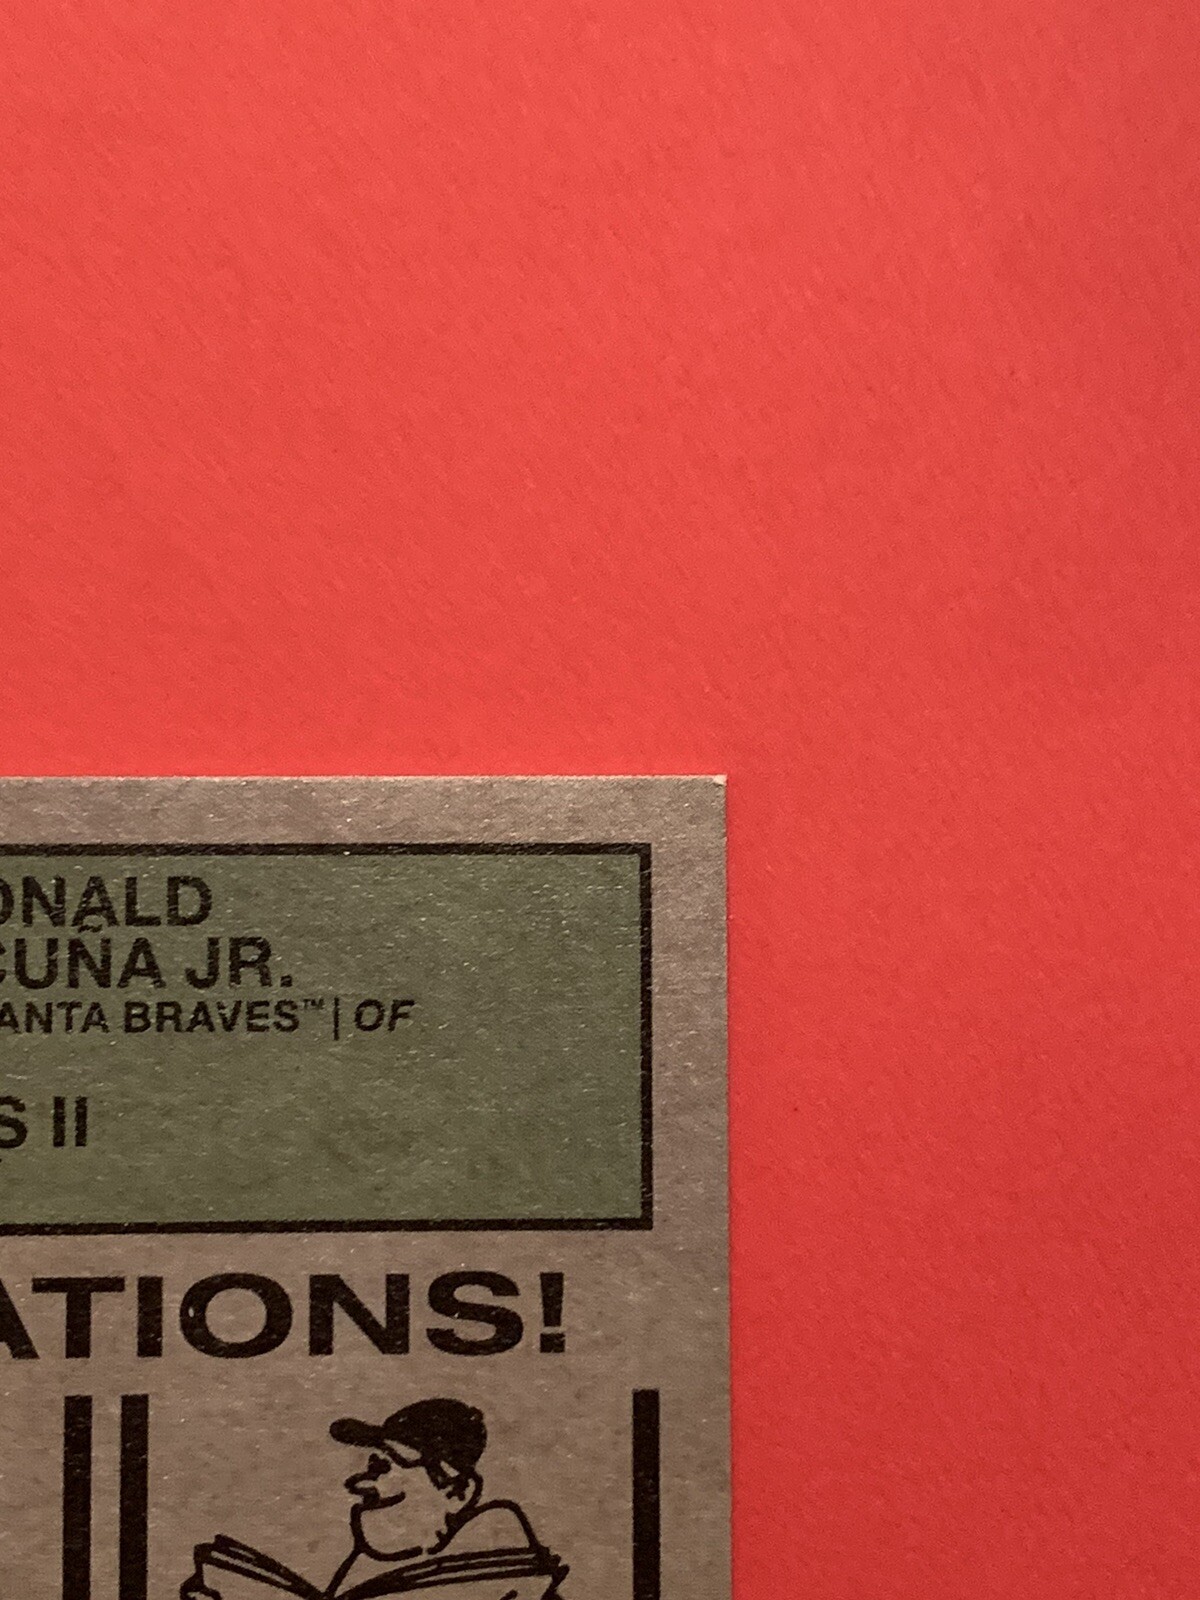 ONALD
CUÑA JR.
ANTA BRAVES™ | OF
S II
ATIONS!